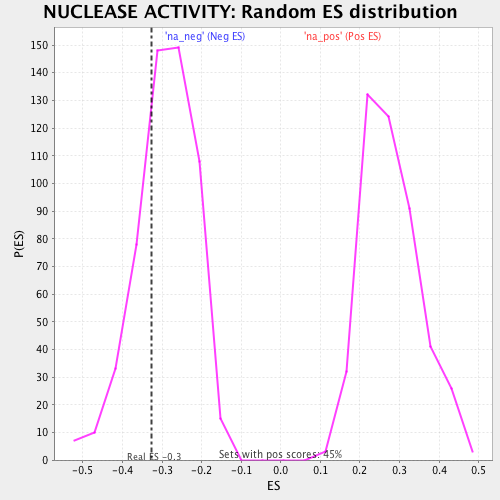 NUCLEASE ACTIVITY: Random ES distribution
'na_neg' (Neg ES)
'na_pos' (Pos ES)
150
140
130
120
110
100
90
80
70
60
50
40
30
20
10
0
P(ES)
Real ES -0.3
Sets with pos scores: 45%
-0.5 -0.4 -0.3 -0.2 -0.1 0.0 0.1 0.2 0.3 0.4 0.5
ES